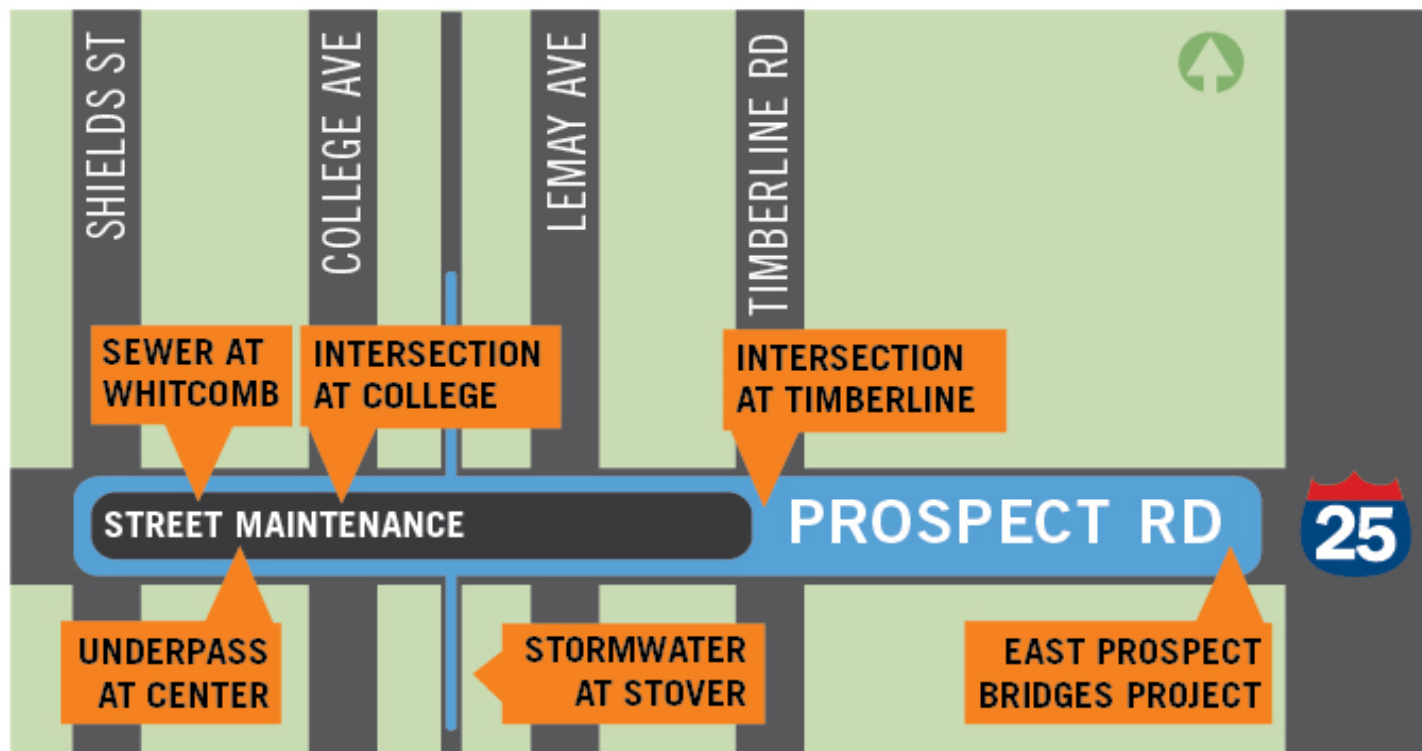 SHIELDS ST
COLLEGE AVE
LEMAY AVE
TIMBERLINE RD
SEWER AT
WHITCOMB
INTERSECTION
AT COLLEGE
INTERSECTION
AT TIMBERLINE
STREET MAINTENANCE
PROSPECT RD
25
UNDERPASS
AT CENTER
STORMWATER
AT STOVER
EAST PROSPECT
BRIDGES PROJECT